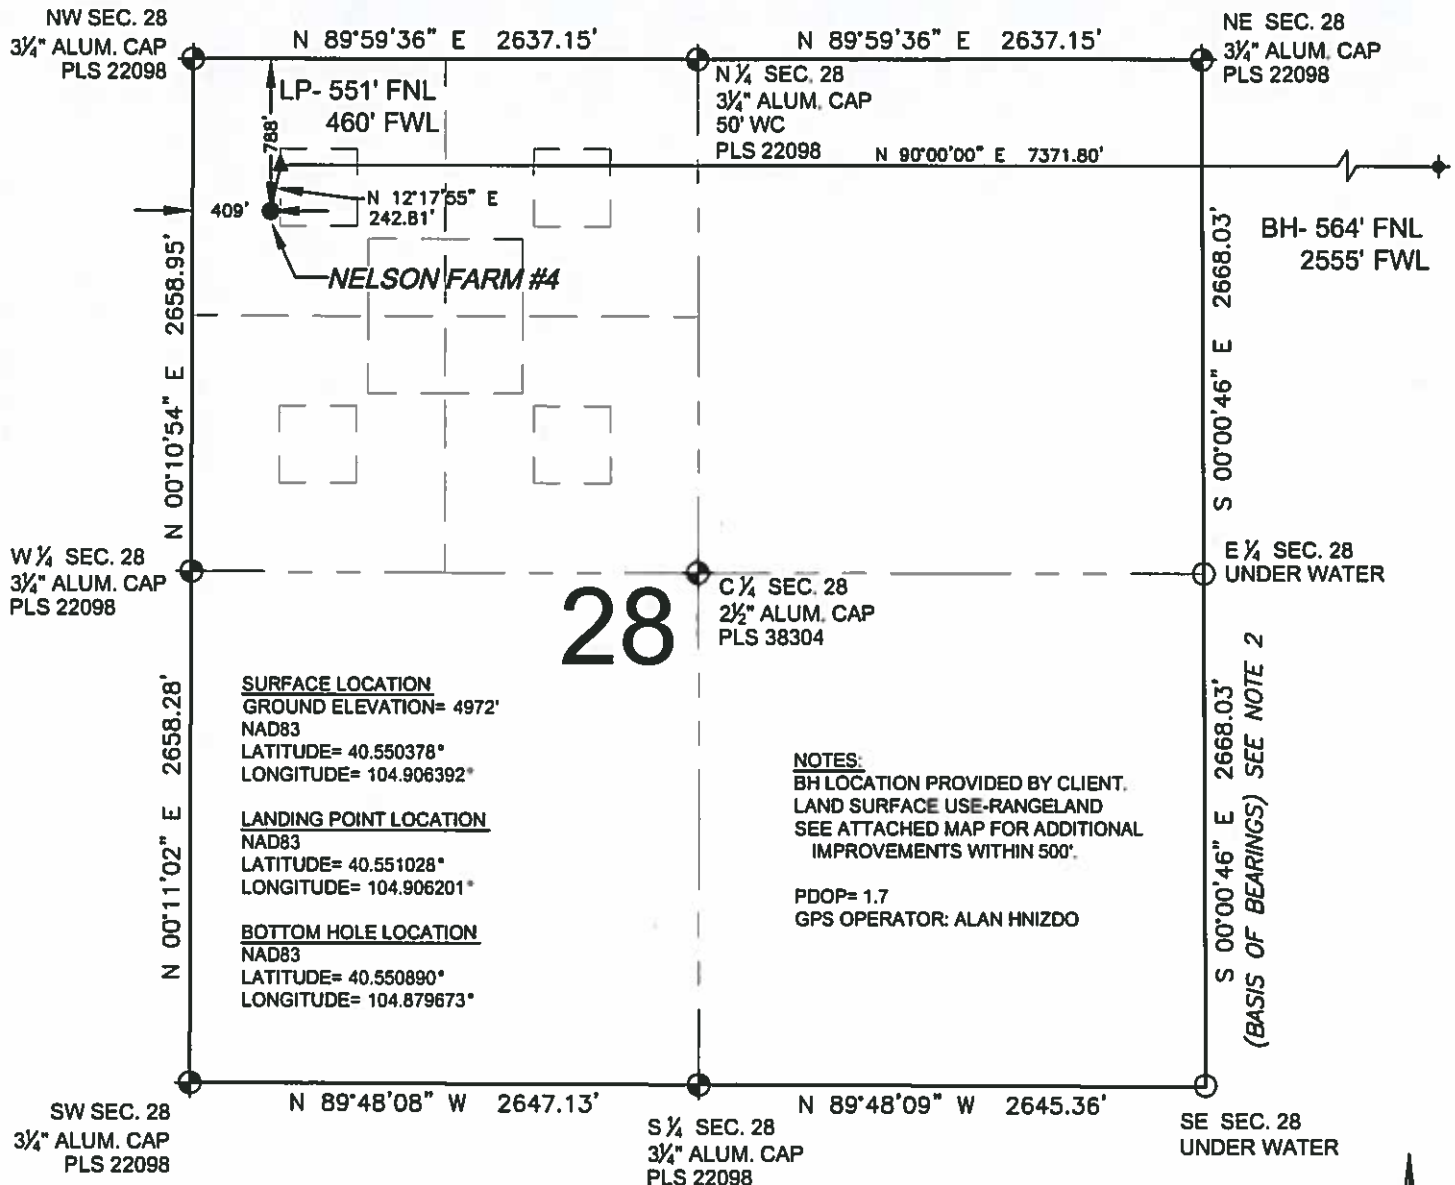 NW SEC. 28
3¼" ALUM. CAP
PLS 22098
N 89°59'36" E 2637.15'
N 89°59'36" E 2637.15'
NE SEC. 28
3¼" ALUM. CAP
PLS 22098
LP- 551' FNL
460' FWL
788'
N ¼ SEC. 28
3¼" ALUM. CAP
50' WC
PLS 22098
N 90°00'00" E 7371.80'
N 12°17'55" E
242.81'
409'
NELSON FARM #4
BH- 564' FNL
2555' FWL
N 00°10'54" E 2658.95'
S 00°00'46" E 2668.03'
W ¼ SEC. 28
3¼" ALUM. CAP
PLS 22098
C ¼ SEC. 28
2½" ALUM. CAP
PLS 38304
E ¼ SEC. 28
UNDER WATER
28
SURFACE LOCATION
GROUND ELEVATION= 4972'
NAD83
LATITUDE= 40.550378°
LONGITUDE= 104.906392°
LANDING POINT LOCATION
NAD83
LATITUDE= 40.551028°
LONGITUDE= 104.906201°
BOTTOM HOLE LOCATION
NAD83
LATITUDE= 40.550890°
LONGITUDE= 104.879673°
NOTES:
BH LOCATION PROVIDED BY CLIENT.
LAND SURFACE USE-RANGELAND
SEE ATTACHED MAP FOR ADDITIONAL
IMPROVEMENTS WITHIN 500'.
PDOP= 1.7
GPS OPERATOR: ALAN HNIZDO
N 00°11'02" E 2658.28'
S 00°00'46" E 2668.03'
(BASIS OF BEARINGS) SEE NOTE 2
SW SEC. 28
3¼" ALUM. CAP
PLS 22098
N 89°48'08" W 2647.13'
S ¼ SEC. 28
3¼" ALUM. CAP
PLS 22098
N 89°48'09" W 2645.36'
SE SEC. 28
UNDER WATER